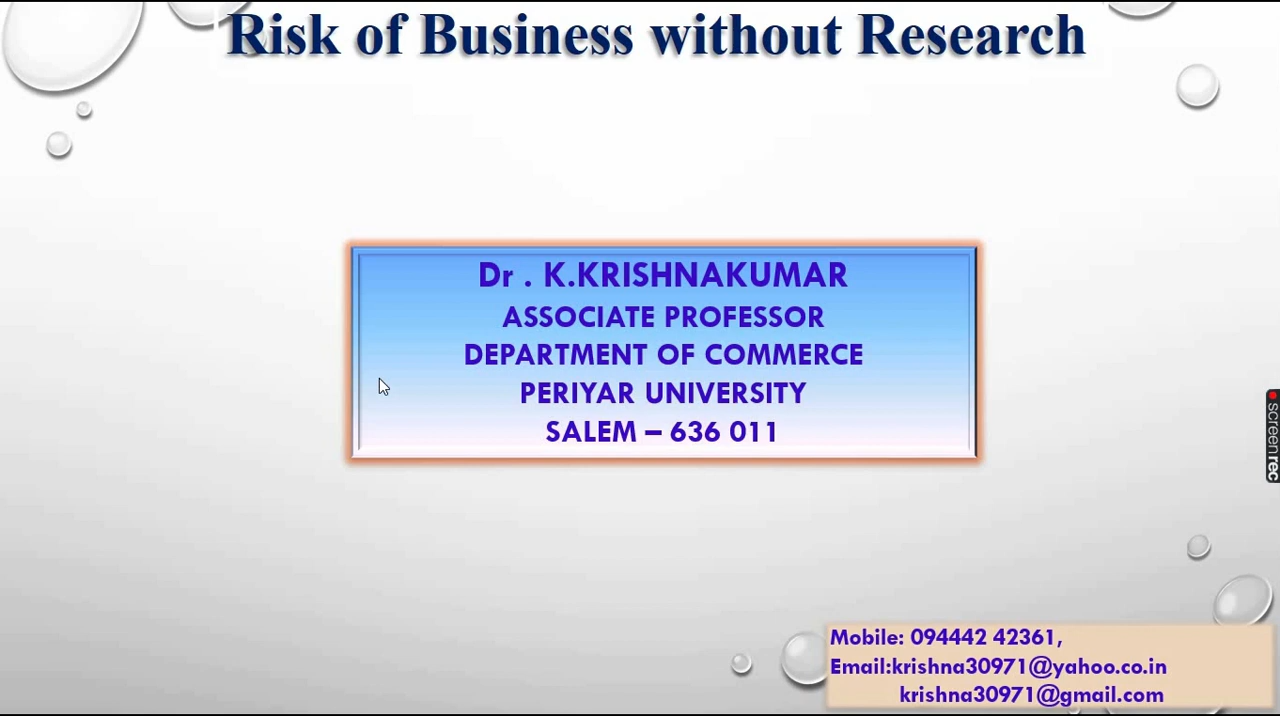 Risk of Business without Research
Dr . K.KRISHNAKUMAR
ASSOCIATE PROFESSOR
DEPARTMENT OF COMMERCE
PERIYAR UNIVERSITY
SALEM – 636 011
screenrec
Mobile: 094442 42361,
Email:krishna30971@yahoo.co.in
krishna30971@gmail.com